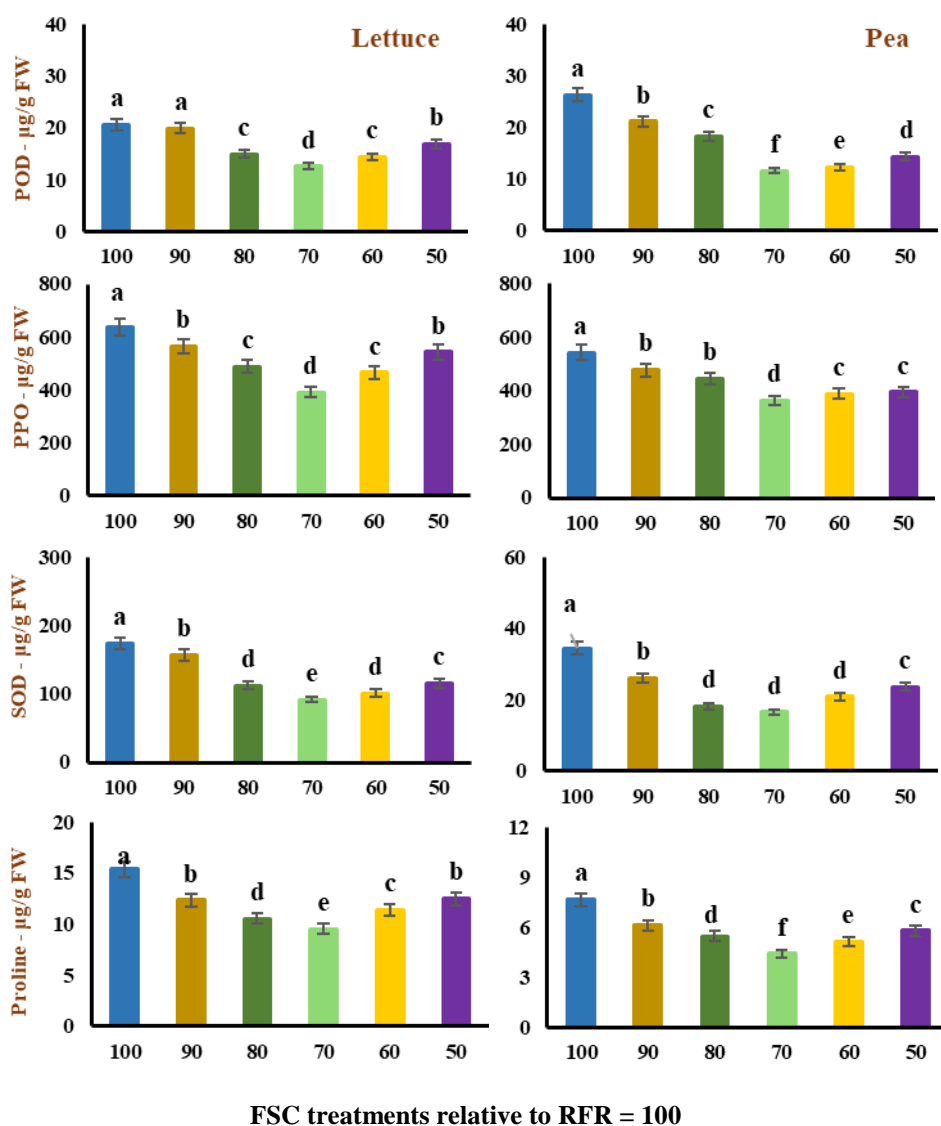 Lettuce
POD - µg/g FW
40
30
20
10
0
a a c d c b
100 90 80 70 60 50
Pea
40
30
20
10
0
a b c f e d
100 90 80 70 60 50
PPO - µg/g FW
800
600
400
200
0
a b c d c b
100 90 80 70 60 50
800
600
400
200
0
a b b d c c
100 90 80 70 60 50
SOD - µg/g FW
300
200
100
0
a b d e d c
100 90 80 70 60 50
60
40
20
0
a b d d d c
100 90 80 70 60 50
Proline - µg/g FW
20
15
10
5
0
a b d e c b
100 90 80 70 60 50
12
9
6
3
0
a b d f e c
100 90 80 70 60 50
FSC treatments relative to RFR = 100